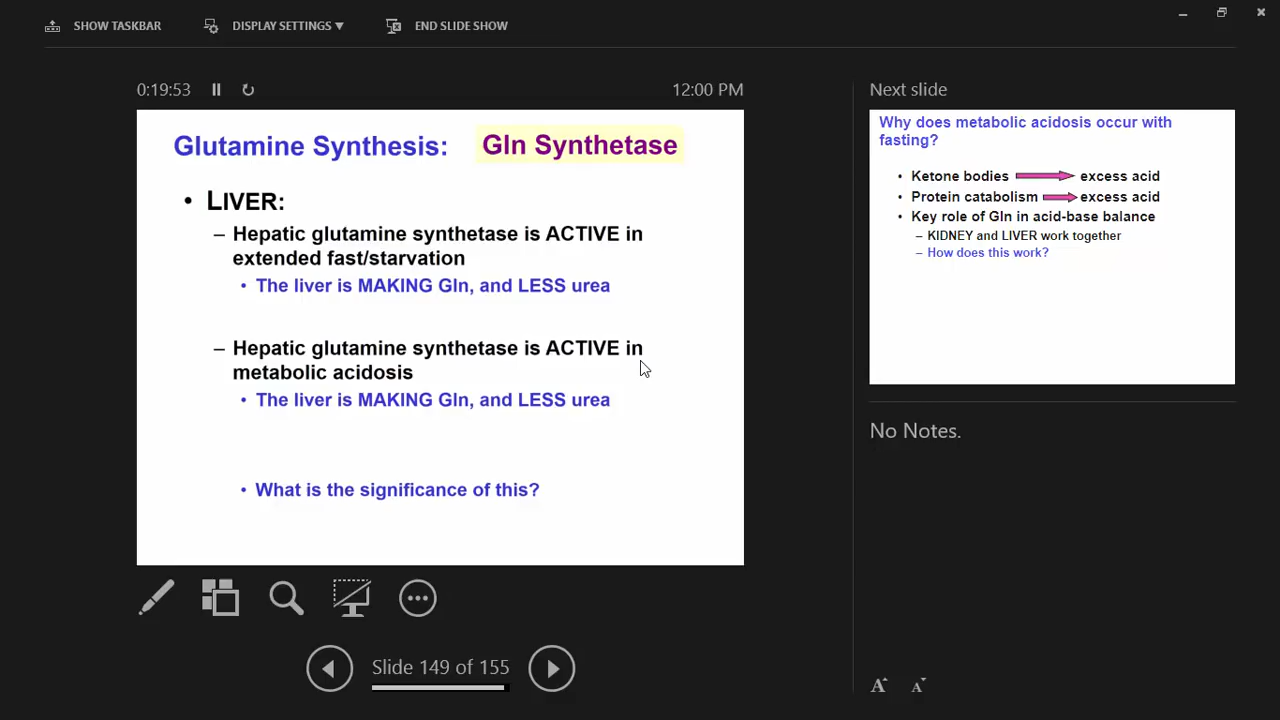 SHOW TASKBAR
DISPLAY SETTINGS ▼
END SLIDE SHOW
0:19:53
12:00 PM
Glutamine Synthesis: Gln Synthetase
• LIVER:
– Hepatic glutamine synthetase is ACTIVE in
extended fast/starvation
• The liver is MAKING Gln, and LESS urea
– Hepatic glutamine synthetase is ACTIVE in
metabolic acidosis
• The liver is MAKING Gln, and LESS urea
• What is the significance of this?
Slide 149 of 155
Next slide
Why does metabolic acidosis occur with
fasting?
• Ketone bodies excess acid
• Protein catabolism excess acid
• Key role of Gln in acid-base balance
– KIDNEY and LIVER work together
– How does this work?
No Notes.
A A